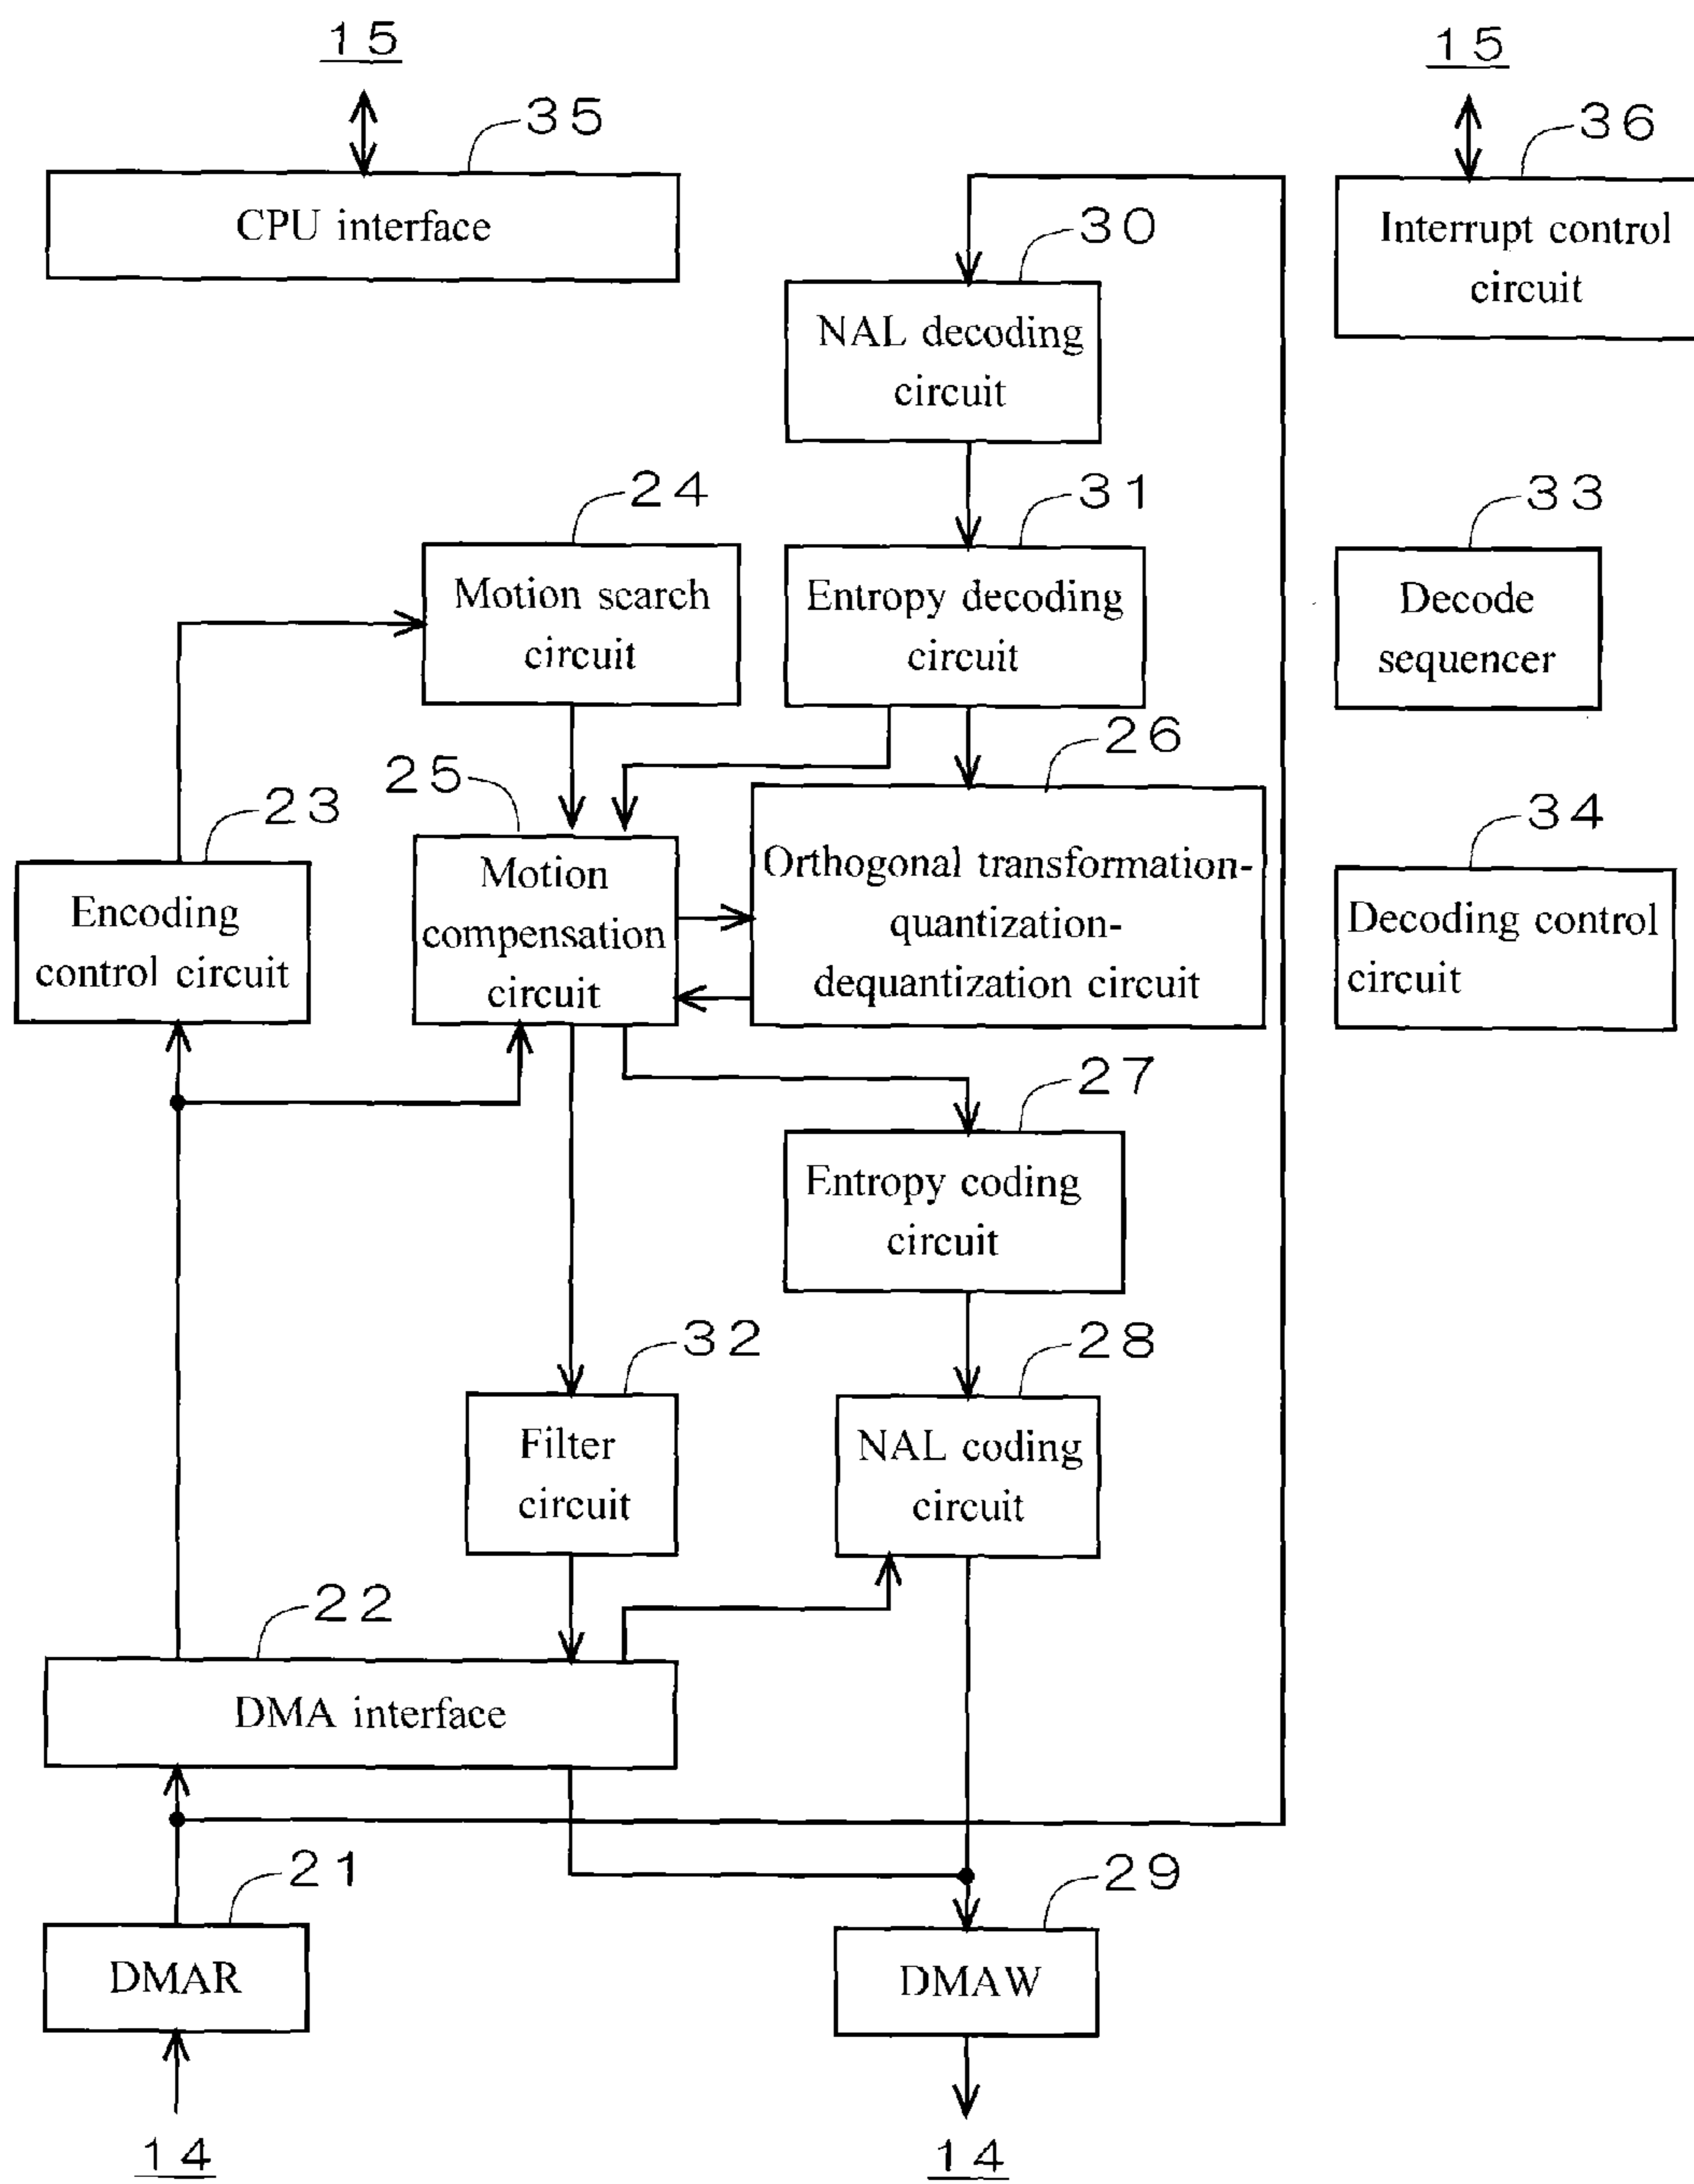 15
15
35
36
CPU interface
Interrupt control
circuit
30
NAL decoding
circuit
24
31
33
Motion search
circuit
Entropy decoding
circuit
Decode
sequencer
25
26
23
34
Motion
compensation
circuit
Orthogonal transformation-
quantization-
dequantization circuit
Encoding
control circuit
Decoding control
circuit
27
Entropy coding
circuit
32
28
Filter
circuit
NAL coding
circuit
22
DMA interface
21
29
DMAR
DMAW
14
14